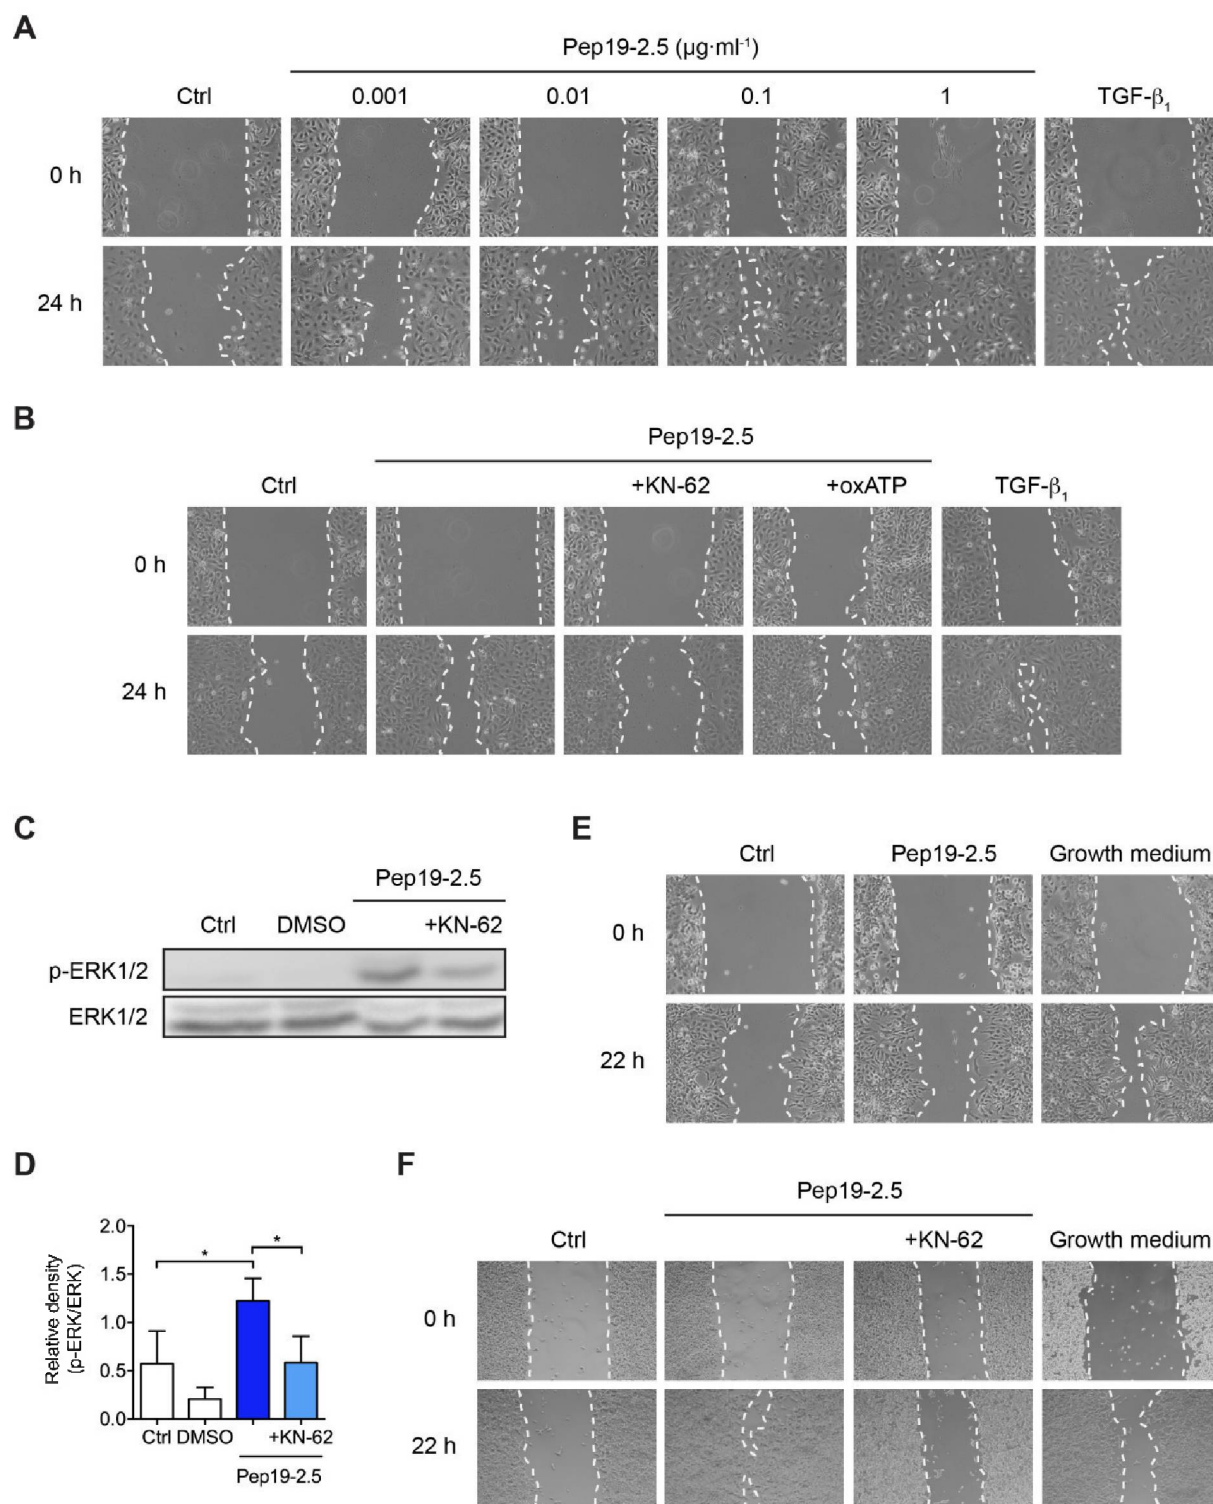 A
Pep19-2.5 (µg·ml⁻¹)
Ctrl 0.001 0.01 0.1 1 TGF-β₁
0 h
24 h
B
Pep19-2.5
Ctrl +KN-62 +oxATP TGF-β₁
0 h
24 h
C
Pep19-2.5
Ctrl DMSO +KN-62
p-ERK1/2
ERK1/2
E
Ctrl Pep19-2.5 Growth medium
0 h
22 h
D
Relative density
(p-ERK/ERK)
2.0
1.5
1.0
0.5
0.0
* *
Ctrl DMSO +KN-62
Pep19-2.5
F
Pep19-2.5
Ctrl +KN-62 Growth medium
0 h
22 h